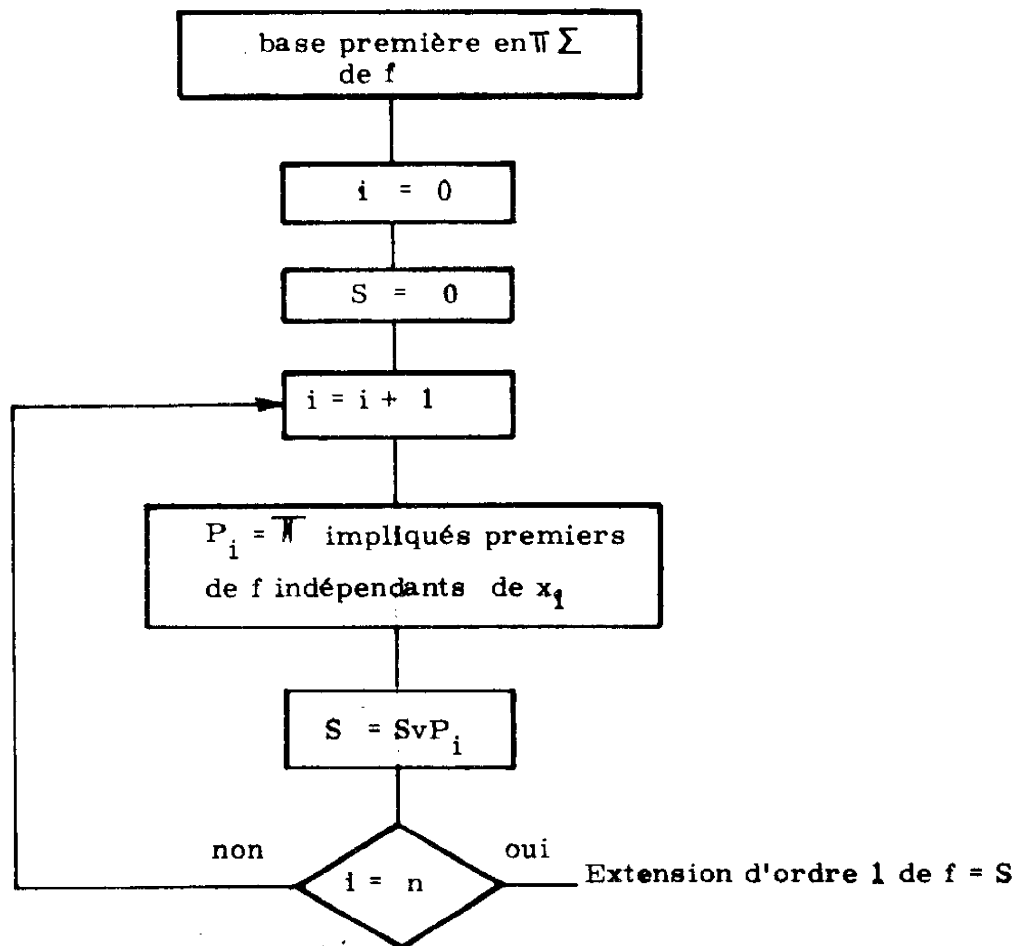 base première en π Σ
de f
i = 0
S = 0
i = i + 1
P_i = π impliqués premiers
de f indépendants de x_1
S = SvP_i
non
oui
i = n
Extension d'ordre 1 de f = S